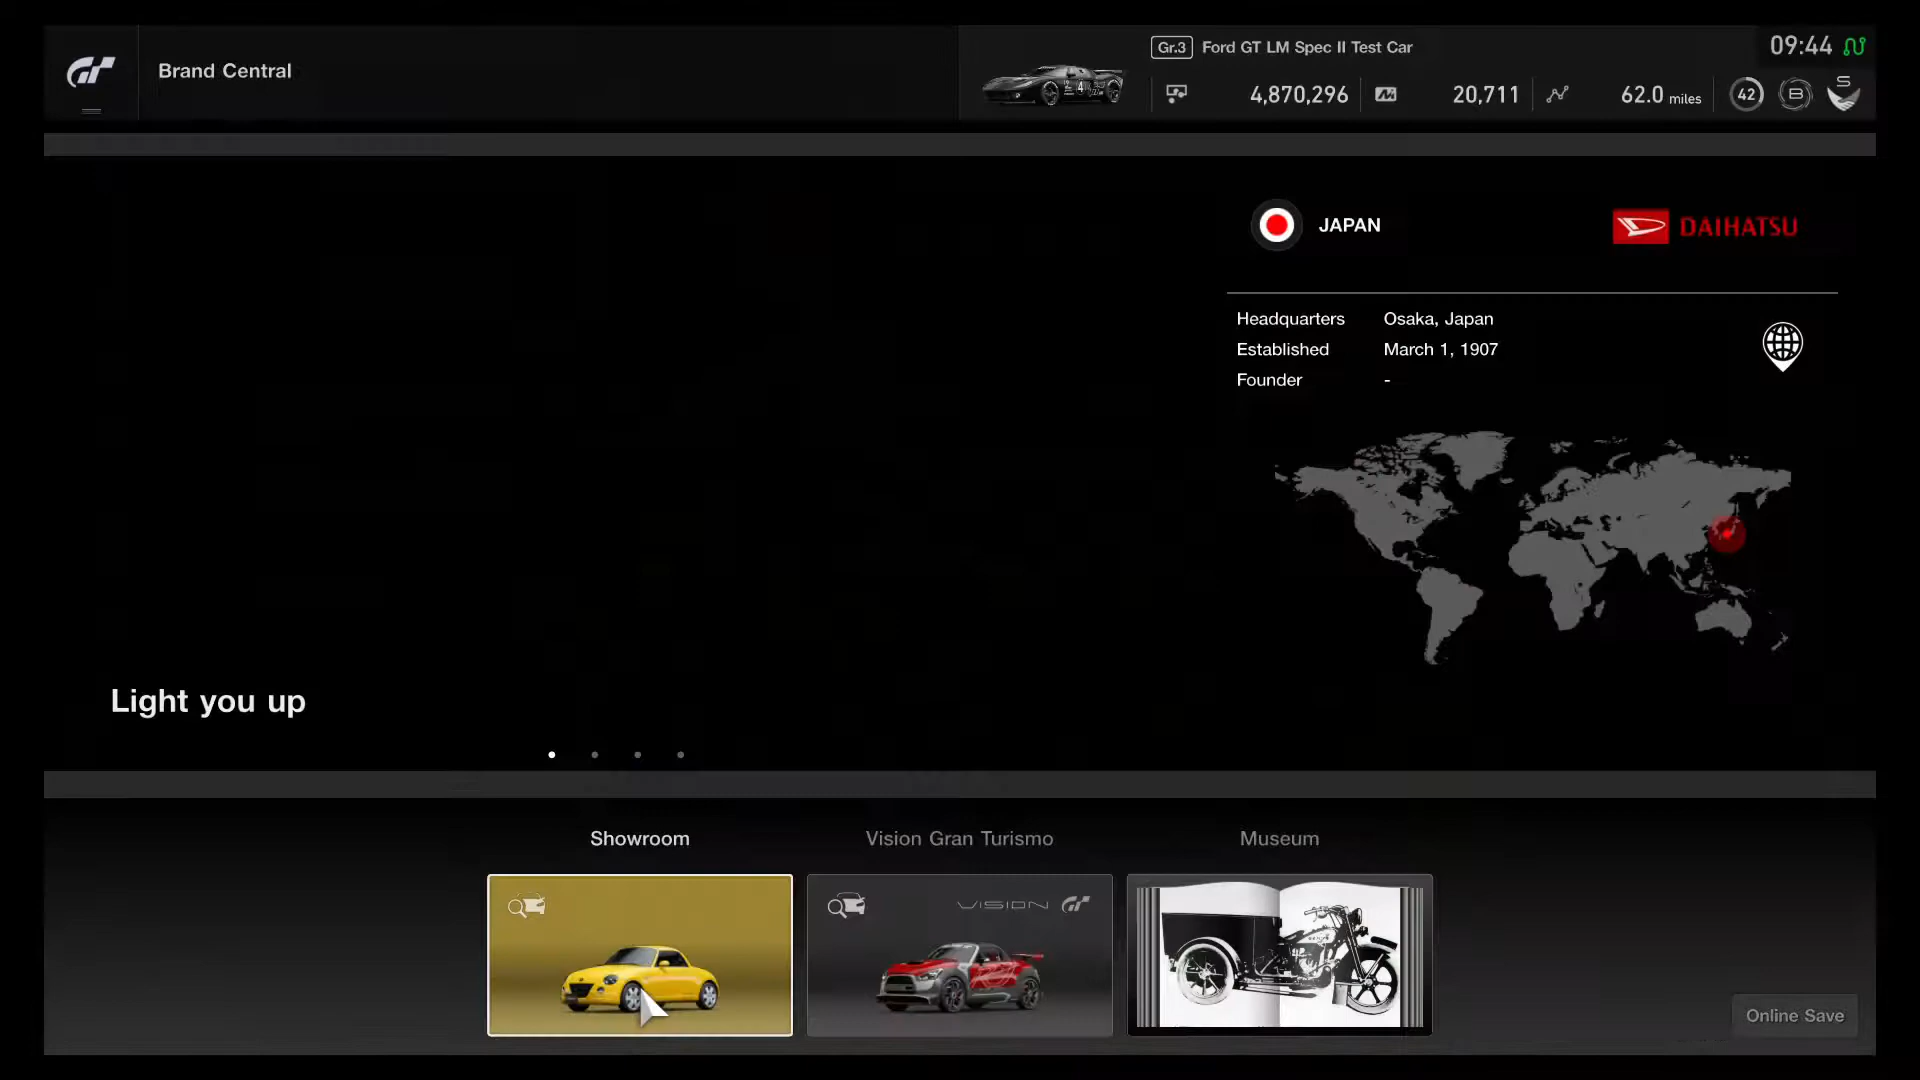 GT
Brand Central
Gr.3 Ford GT LM Spec II Test Car
09:44
4,870,296
20,711
62.0 miles
42
B
S
JAPAN
DAIHATSU
Headquarters Osaka, Japan
Established March 1, 1907
Founder -
Light you up
Showroom
Vision Gran Turismo
Museum
VISION GT
Online Save